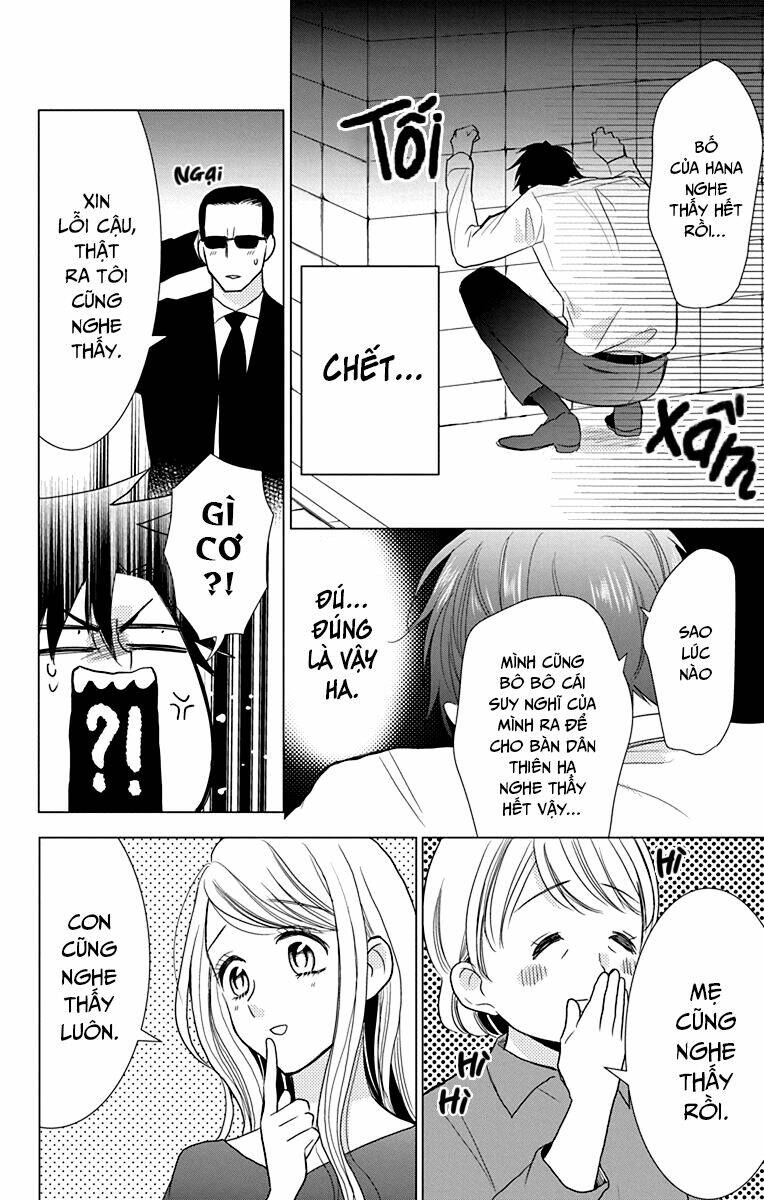 BỐ
CỦA HANA
NGHE
THẤY HẾT
RỒI...
TỐI
XẦM
CHẾT...
NGẠI
XIN
LỖI CẬU,
THẬT
RA TÔI
CŨNG
NGHE
THẤY.
GÌ
CƠ
?!
?!
SAO
LÚC
NÀO
MÌNH CŨNG
BÔ BÔ CÁI
SUY NGHĨ CỦA
MÌNH RA ĐỂ
CHO BÀN DÂN
THIÊN HẠ
NGHE THẤY
HẾT VẬY...
ĐÚ...
ĐÚNG
LÀ VẬY
HA.
HÌ
HÌ
HÌ
MẸ
CŨNG
NGHE
THẤY
RỒI.
CON
CŨNG
NGHE
THẤY
LUÔN.